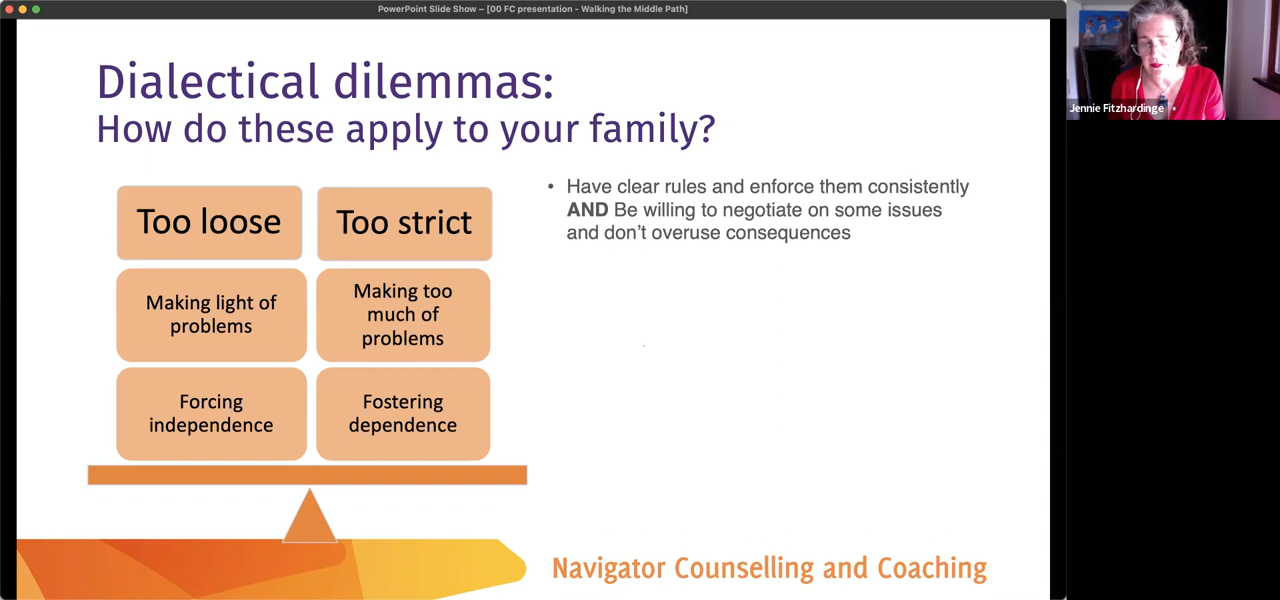 PowerPoint Slide Show – [00 FC presentation - Walking the Middle Path]
Jennie Fitzhardinge
Dialectical dilemmas:
How do these apply to your family?
Too loose
Too strict
Making light of
problems
Making too
much of
problems
Forcing
independence
Fostering
dependence
• Have clear rules and enforce them consistently
AND Be willing to negotiate on some issues
and don’t overuse consequences
Navigator Counselling and Coaching